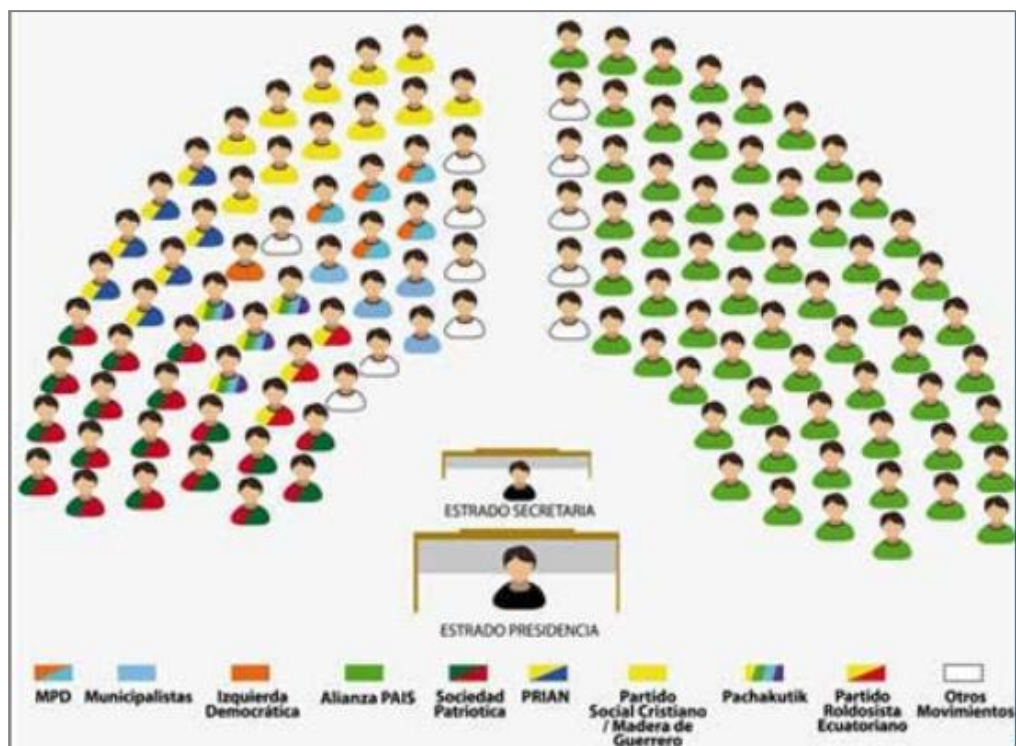 ESTRADO SECRETARIA
ESTRADO PRESIDENCIA
MPD
Municipalistas
Izquierda
Democrática
Alianza PAIS
Sociedad
Patriotica
PRIAN
Partido
Social Cristiano
/ Madera de
Guerrero
Pachakutik
Partido
Roldosista
Ecuatoriano
Otros
Movimientos